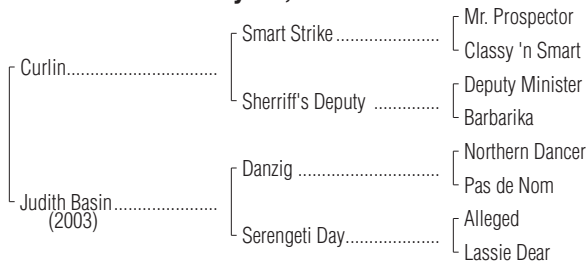 Mr. Prospector
Smart Strike....................
Classy 'n Smart
Curlin................................
Deputy Minister
Sherriff's Deputy ..............
Barbarika
Northern Dancer
Danzig ..............................
Pas de Nom
Judith Basin......................
(2003)
Alleged
Serengeti Day....................
Lassie Dear